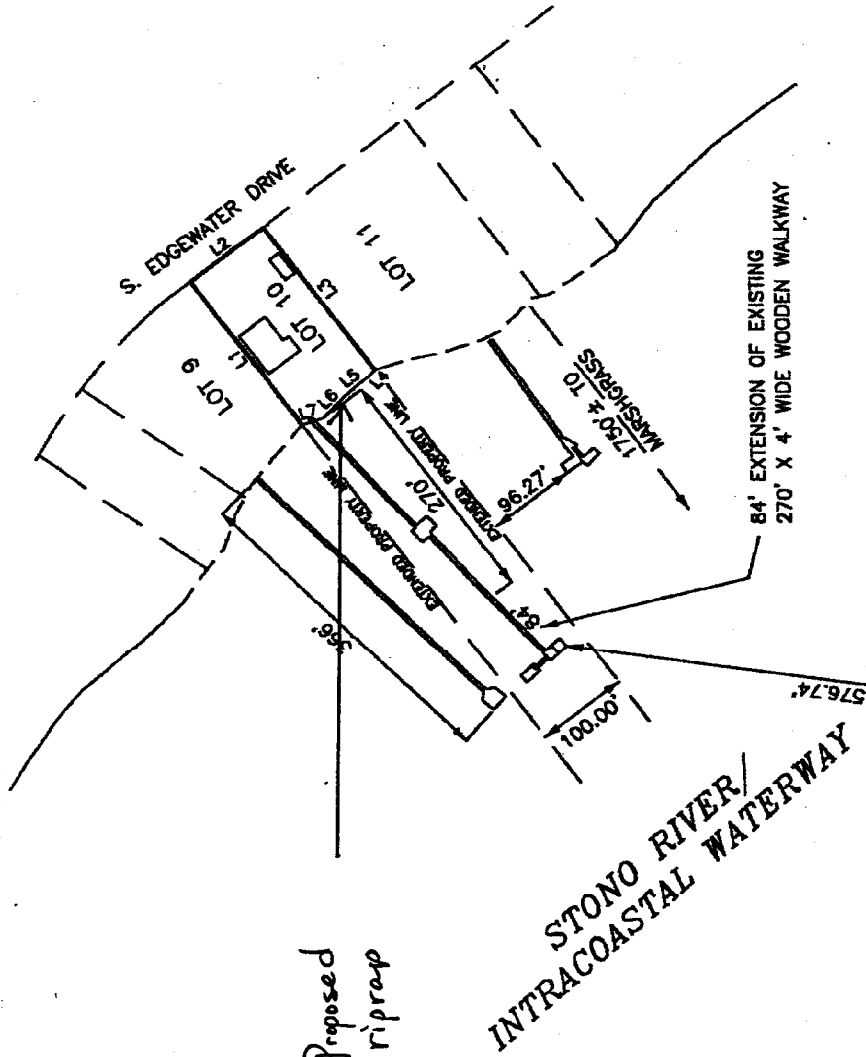 S. EDGEWATER DRIVE
L2
LOT 9
L1
LOT 10
L3
LOT 11
L7
L6
L5
L4
EXTENDED PROPERTY LINE
EXTENDED PROPERTY LINE
270'
366'
96.27'
1750' ± TO
MARSHGRASS
84'
84' EXTENSION OF EXISTING
270' X 4' WIDE WOODEN WALKWAY
100.00'
576.74'
Proposed
riprap
STONO RIVER/
INTRACOASTAL WATERWAY